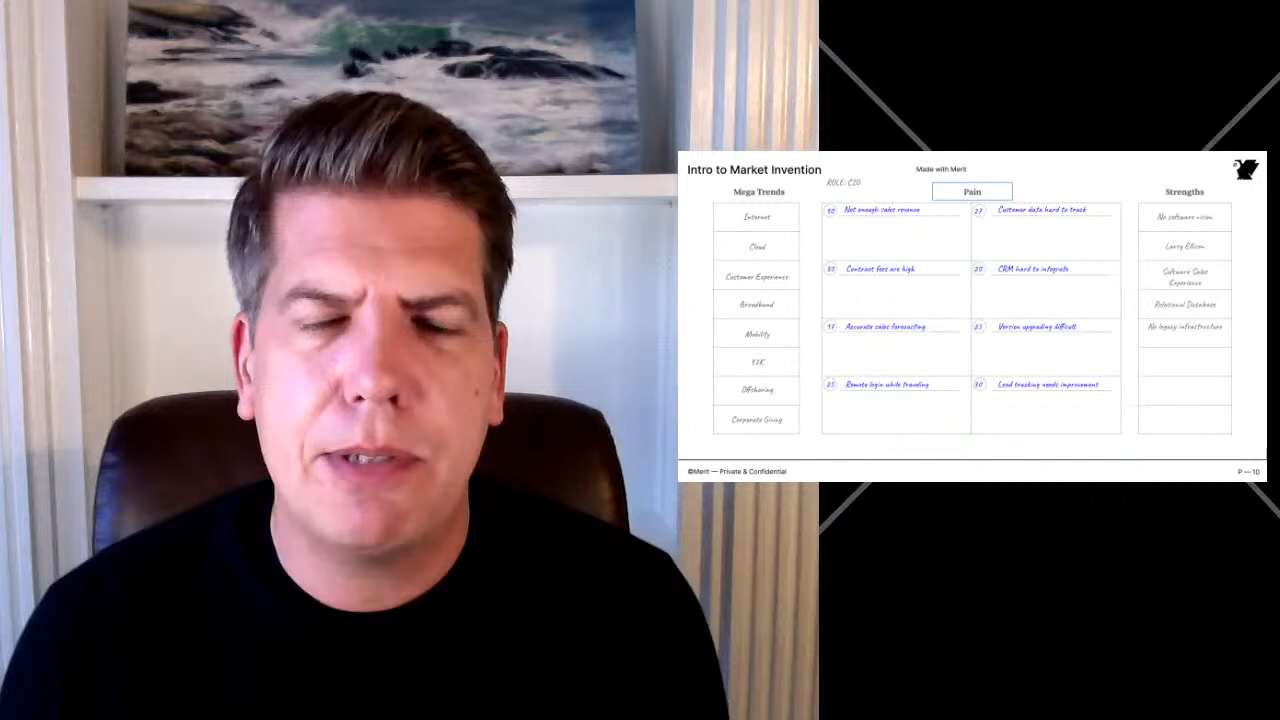 Intro to Market Invention
Made with Merit
ROLE: CIO
Mega Trends
Pain
Strengths
Internet
Cloud
Customer Experience
Broadband
Mobility
Y2K
Offshoring
Corporate Giving
30 Not enough sales revenue
27 Customer data hard to track
30 Contrast fees are high
20 CRM hard to integrate
17 Accurate sales forecasting
25 Version upgrading difficult
25 Remote login while traveling
30 Lead tracking needs improvement
No software vision
Larry Ellison
Software Sales
Experience
Relational Database
No legacy infrastructure
©Merit — Private & Confidential
P — 10